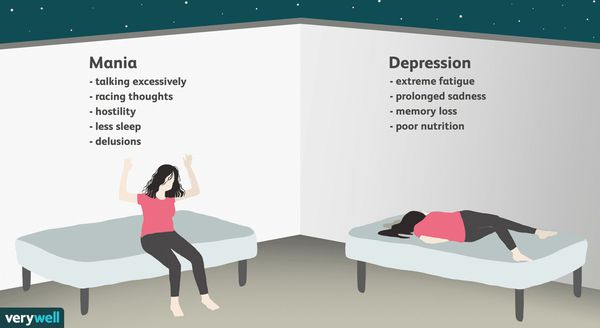 Mania
- talking excessively
- racing thoughts
- hostility
- less sleep
- delusions
Depression
- extreme fatigue
- prolonged sadness
- memory loss
- poor nutrition
verywell